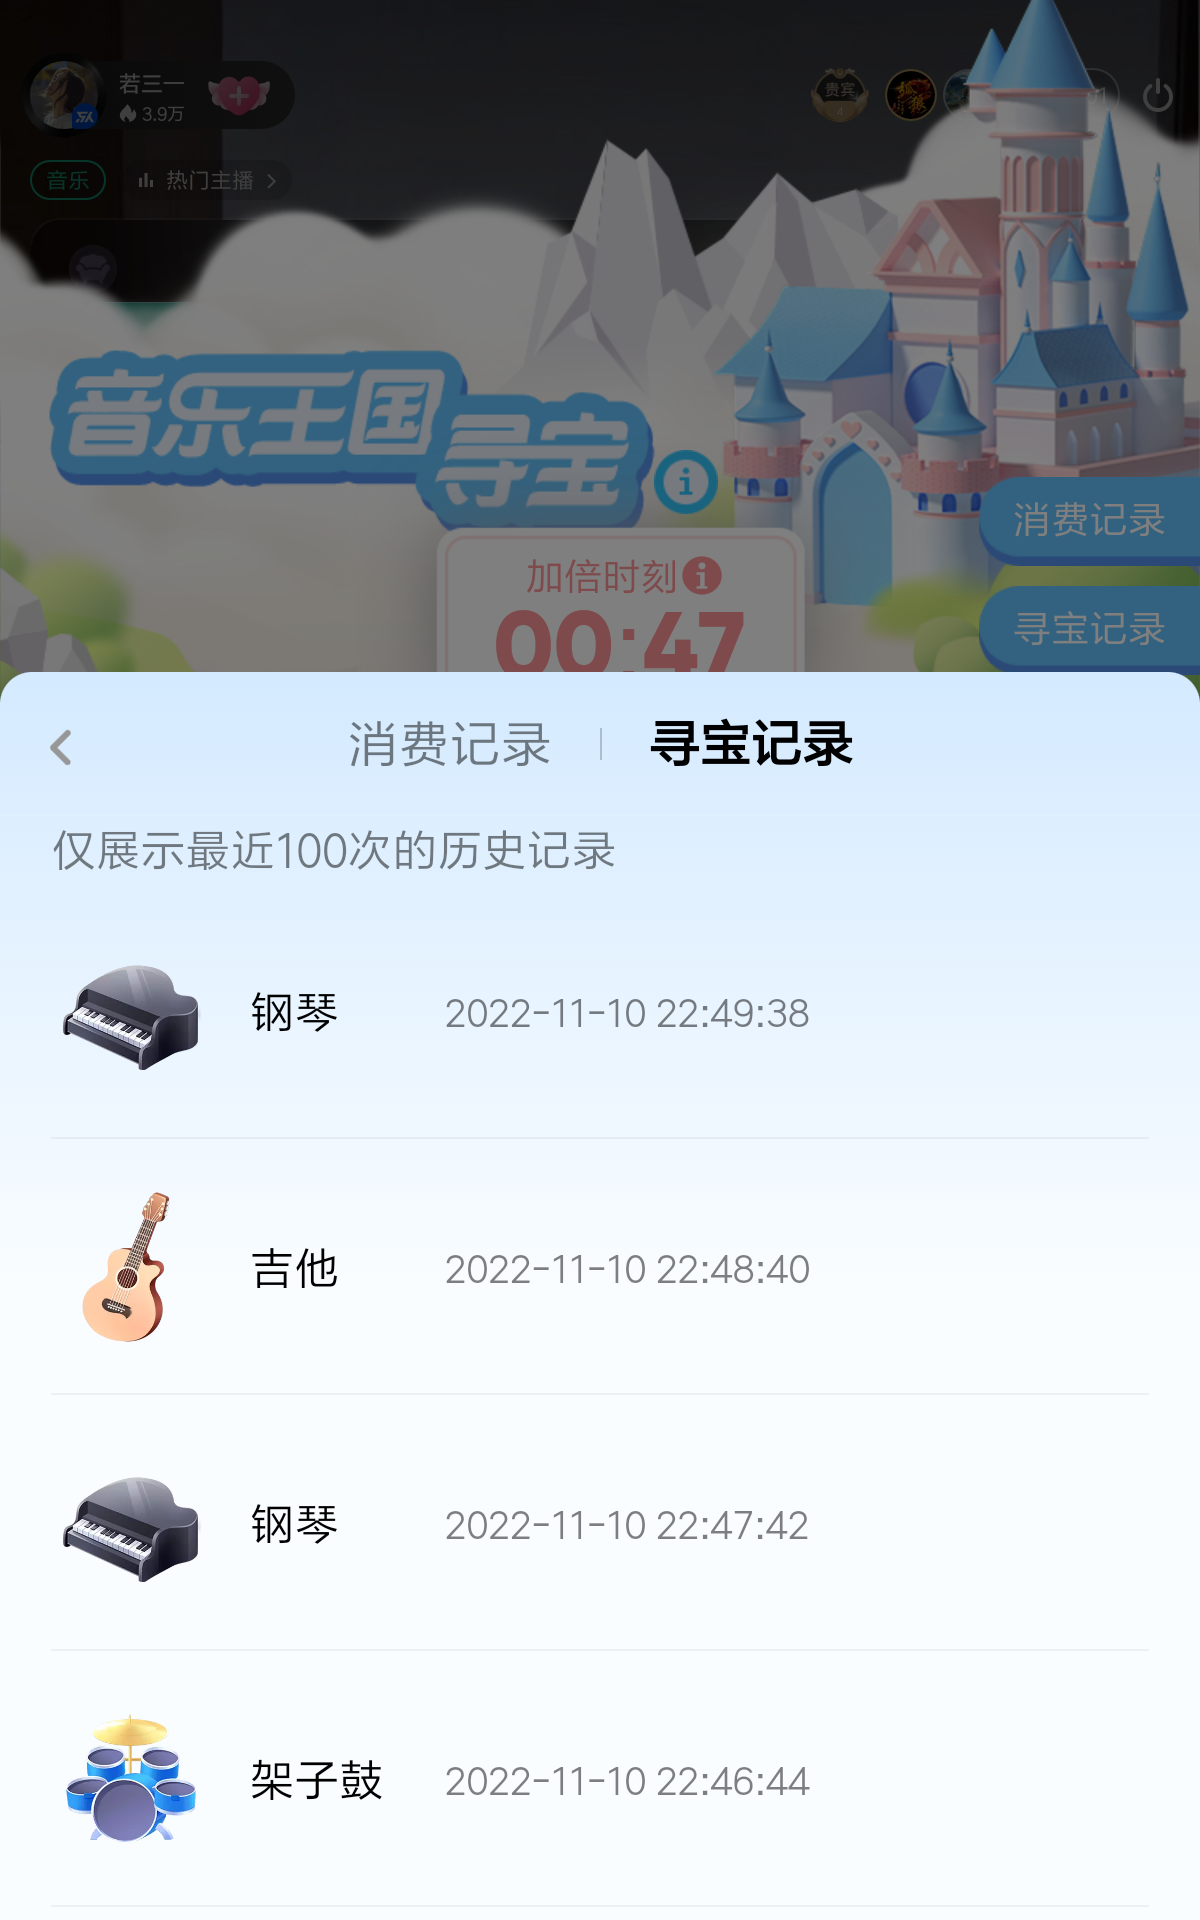 若三一
3.9万
贵宾
音乐
热门主播
音乐王国
寻宝
消费记录
加倍时刻
00:47
寻宝记录
消费记录
寻宝记录
仅展示最近100次的历史记录
钢琴 2022-11-10 22:49:38
吉他 2022-11-10 22:48:40
钢琴 2022-11-10 22:47:42
架子鼓 2022-11-10 22:46:44